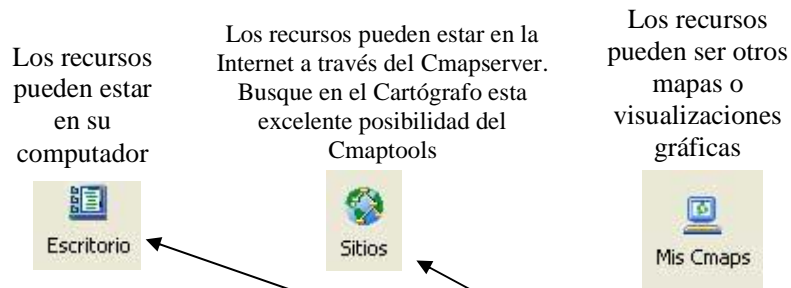 Los recursos
pueden estar
en su
computador
Escritorio
Los recursos pueden estar en la
Internet a través del Cmapserver.
Busque en el Cartógrafo esta
excelente posibilidad del
Cmaptools
Sitios
Los recursos
pueden ser otros
mapas o
visualizaciones
gráficas
Mis Cmaps